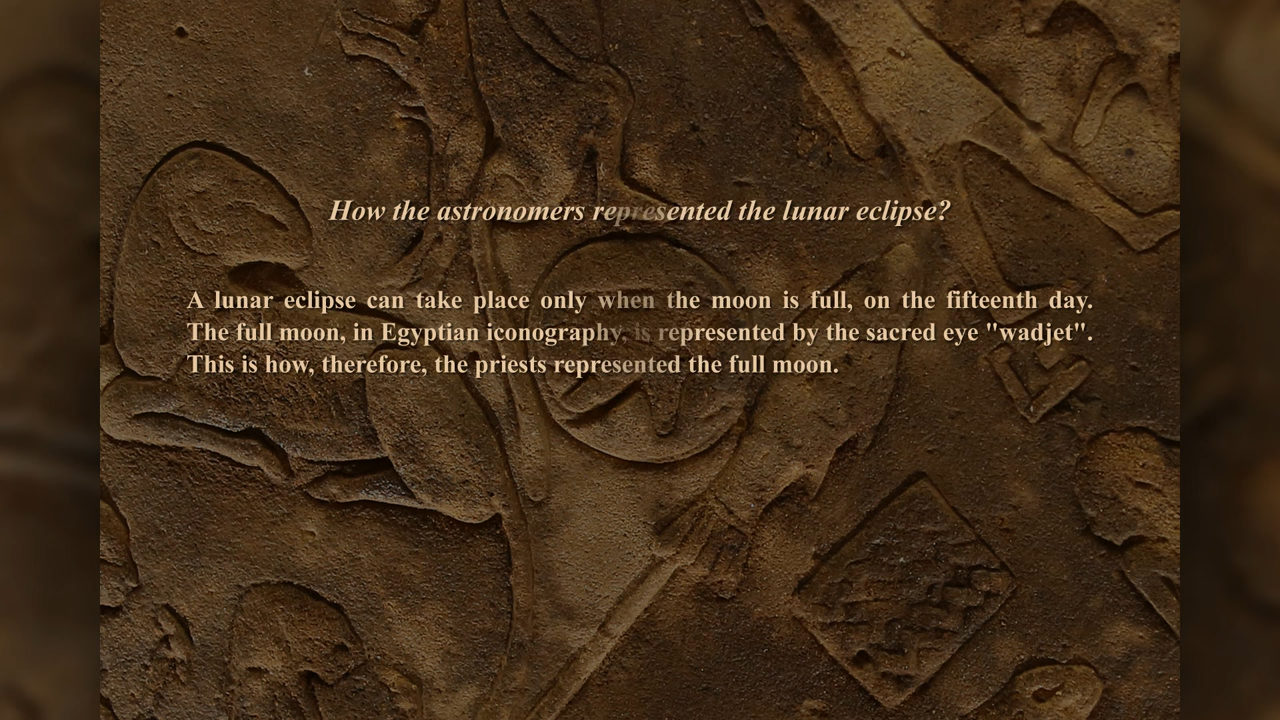 How the astronomers represented the lunar eclipse?
A lunar eclipse can take place only when the moon is full, on the fifteenth day.
The full moon, in Egyptian iconography, is represented by the sacred eye "wadjet".
This is how, therefore, the priests represented the full moon.